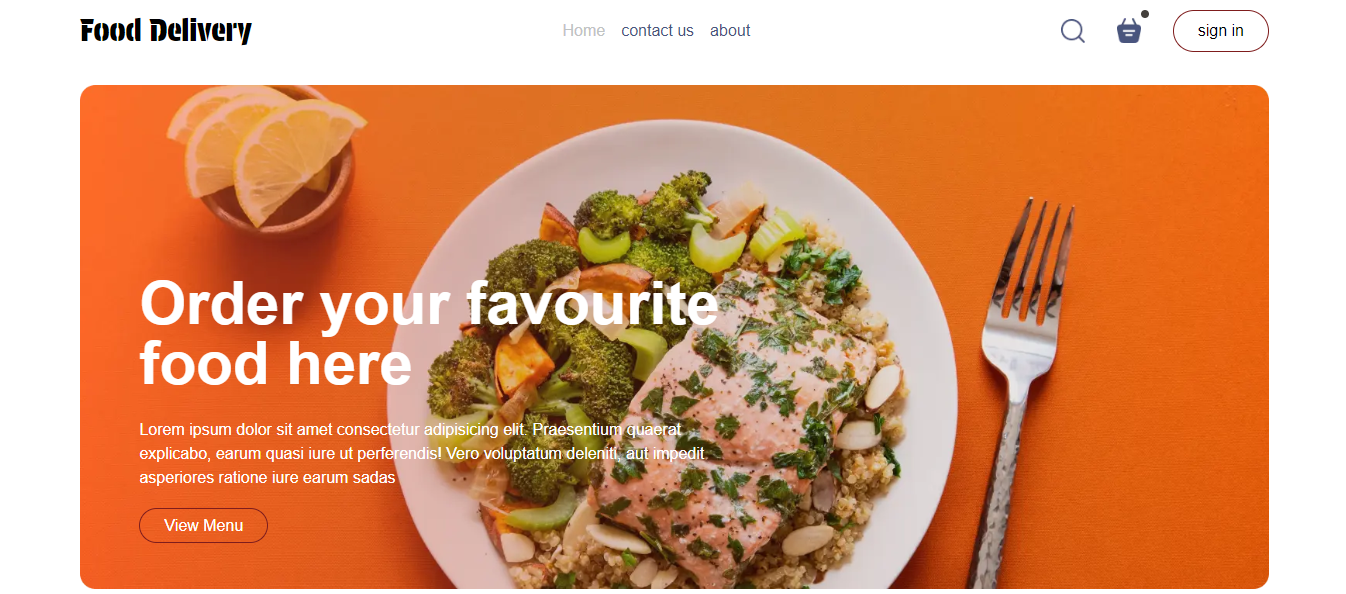 Food Delivery
Home contact us about
sign in
Order your favourite
food here
Lorem ipsum dolor sit amet consectetur adipisicing elit. Praesentium quaerat
explicabo, earum quasi iure ut perferendis! Vero voluptatum deleniti, aut impedit
asperiores ratione iure earum sadas
View Menu